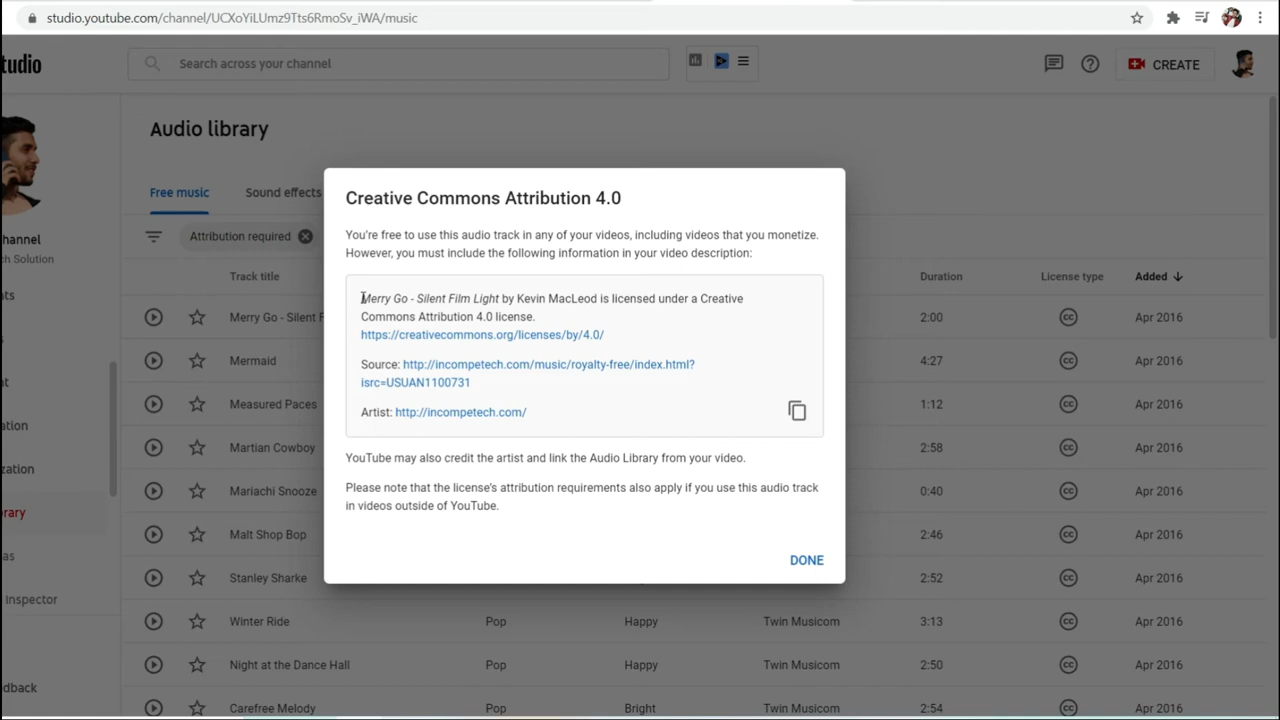 studio.youtube.com/channel/UCXoYiLUmz9Tts6RmoSv_iWA/music
tudio
Search across your channel
CREATE
Audio library
Free music
Sound effects
hannel
ch Solution
Attribution required
Track title
Duration
License type
Added
Creative Commons Attribution 4.0
You're free to use this audio track in any of your videos, including videos that you monetize.
However, you must include the following information in your video description:
Merry Go - Silent Film Light by Kevin MacLeod is licensed under a Creative
Commons Attribution 4.0 license.
https://creativecommons.org/licenses/by/4.0/
Source: http://incompetech.com/music/royalty-free/index.html?
isrc=USUAN1100731
Artist: http://incompetech.com/
YouTube may also credit the artist and link the Audio Library from your video.
Please note that the license's attribution requirements also apply if you use this audio track
in videos outside of YouTube.
DONE
nts
s
t
ation
ization
rary
as
Inspector
edback
Merry Go - Silent F 2:00 Apr 2016
Mermaid 4:27 Apr 2016
Measured Paces 1:12 Apr 2016
Martian Cowboy 2:58 Apr 2016
Mariachi Snooze 0:40 Apr 2016
Malt Shop Bop 2:46 Apr 2016
Stanley Sharke 2:52 Apr 2016
Winter Ride Pop Happy Twin Musicom 3:13 Apr 2016
Night at the Dance Hall Pop Happy Twin Musicom 2:50 Apr 2016
Carefree Melody Pop Bright Twin Musicom 2:54 Apr 2016